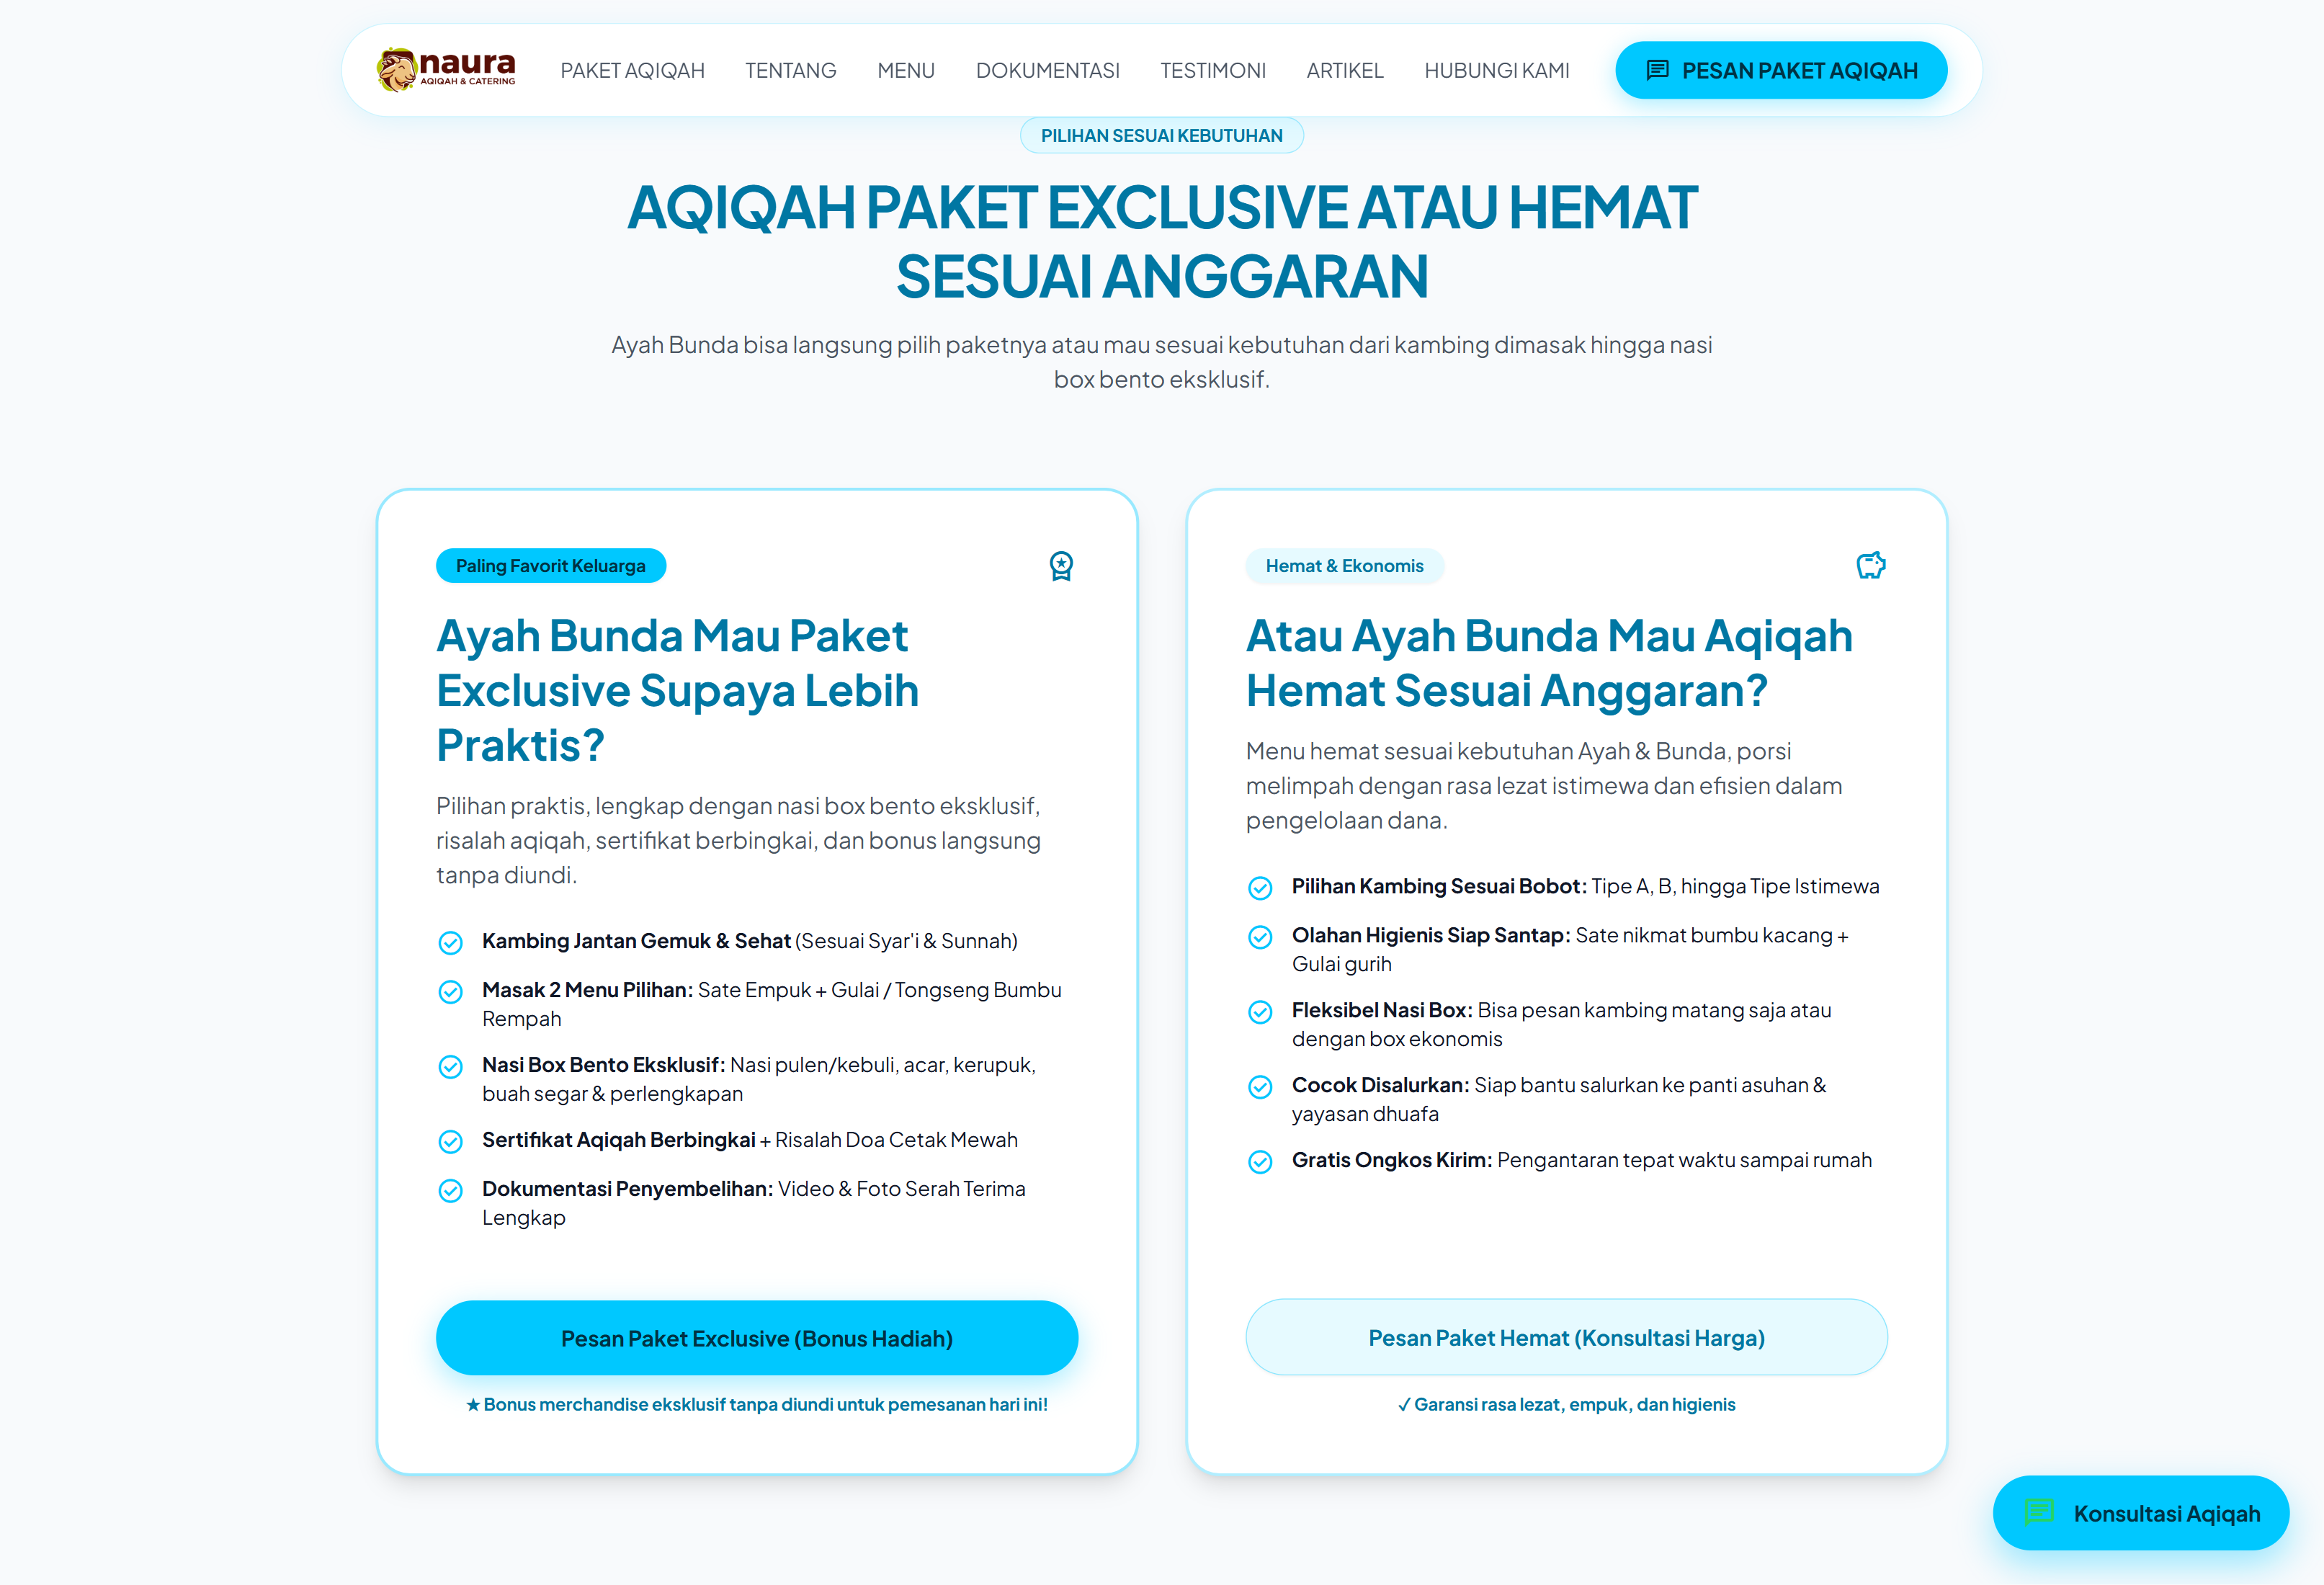 naura
AQIQAH & CATERING
PAKET AQIQAH
TENTANG
MENU
DOKUMENTASI
TESTIMONI
ARTIKEL
HUBUNGI KAMI
PESAN PAKET AQIQAH
PILIHAN SESUAI KEBUTUHAN
AQIQAH PAKET EXCLUSIVE ATAU HEMAT
SESUAI ANGGARAN
Ayah Bunda bisa langsung pilih paketnya atau mau sesuai kebutuhan dari kambing dimasak hingga nasi
box bento eksklusif.
Paling Favorit Keluarga
Ayah Bunda Mau Paket
Exclusive Supaya Lebih
Praktis?
Pilihan praktis, lengkap dengan nasi box bento eksklusif,
risalah aqiqah, sertifikat berbingkai, dan bonus langsung
tanpa diundi.
Kambing Jantan Gemuk & Sehat (Sesuai Syar'i & Sunnah)
Masak 2 Menu Pilihan: Sate Empuk + Gulai / Tongseng Bumbu
Rempah
Nasi Box Bento Eksklusif: Nasi pulen/kebuli, acar, kerupuk,
buah segar & perlengkapan
Sertifikat Aqiqah Berbingkai + Risalah Doa Cetak Mewah
Dokumentasi Penyembelihan: Video & Foto Serah Terima
Lengkap
Pesan Paket Exclusive (Bonus Hadiah)
★ Bonus merchandise eksklusif tanpa diundi untuk pemesanan hari ini!
Hemat & Ekonomis
Atau Ayah Bunda Mau Aqiqah
Hemat Sesuai Anggaran?
Menu hemat sesuai kebutuhan Ayah & Bunda, porsi
melimpah dengan rasa lezat istimewa dan efisien dalam
pengelolaan dana.
Pilihan Kambing Sesuai Bobot: Tipe A, B, hingga Tipe Istimewa
Olahan Higienis Siap Santap: Sate nikmat bumbu kacang +
Gulai gurih
Fleksibel Nasi Box: Bisa pesan kambing matang saja atau
dengan box ekonomis
Cocok Disalurkan: Siap bantu salurkan ke panti asuhan &
yayasan dhuafa
Gratis Ongkos Kirim: Pengantaran tepat waktu sampai rumah
Pesan Paket Hemat (Konsultasi Harga)
✓ Garansi rasa lezat, empuk, dan higienis
Konsultasi Aqiqah